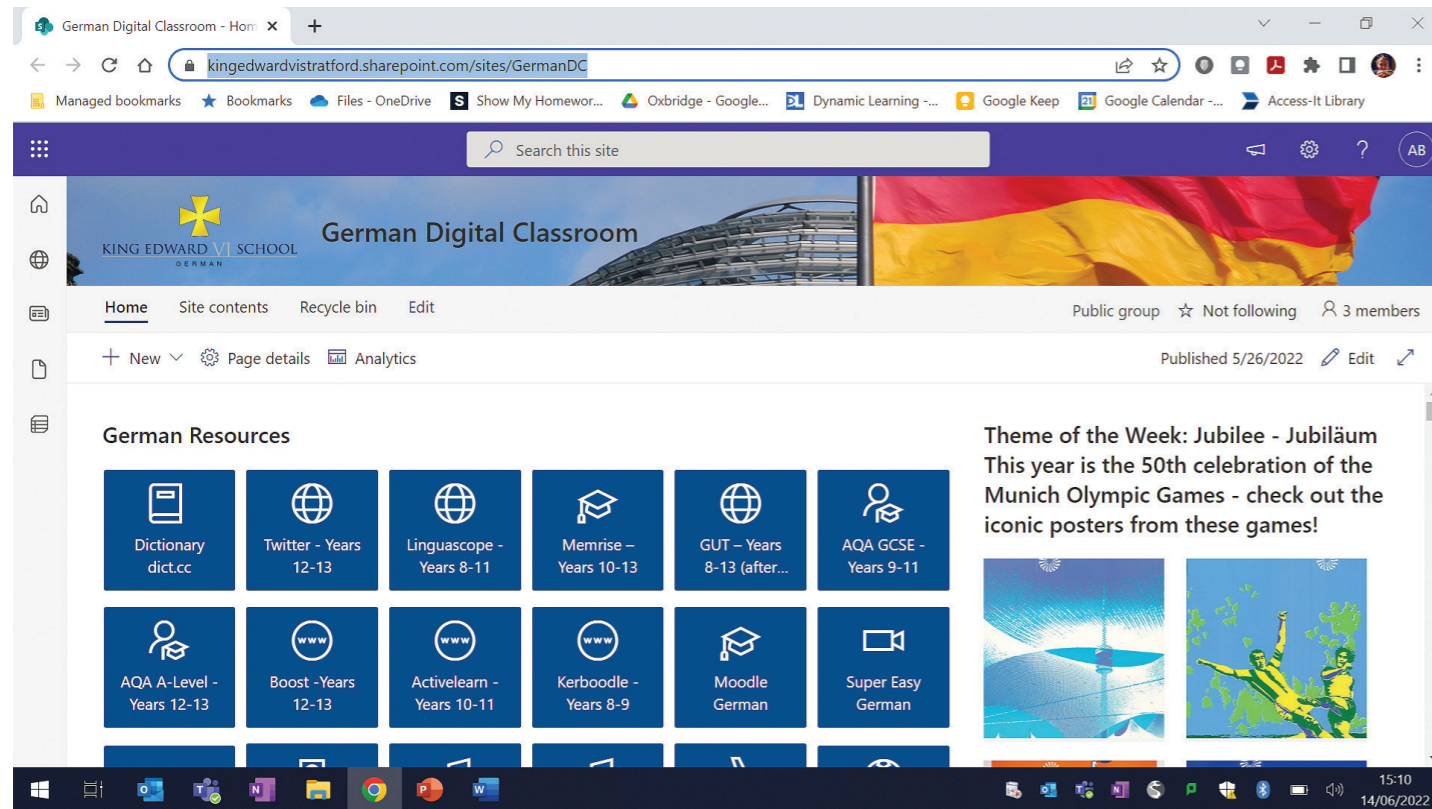 German Digital Classroom - Hom
kingedwardvistratford.sharepoint.com/sites/GermanDC
Managed bookmarks Bookmarks Files - OneDrive S Show My Homewor... Oxbridge - Google... DL Dynamic Learning -... Google Keep 21 Google Calendar -... Access-It Library
Search this site
? AB
KING EDWARD VI SCHOOL
GERMAN
German Digital Classroom
Home Site contents Recycle bin Edit
Public group Not following 3 members
New Page details Analytics
Published 5/26/2022 Edit
German Resources
Dictionary
dict.cc
Twitter - Years
12-13
Linguascope -
Years 8-11
Memrise –
Years 10-13
GUT – Years
8-13 (after...
AQA GCSE -
Years 9-11
AQA A-Level -
Years 12-13
www
Boost -Years
12-13
www
Activelearn -
Years 10-11
www
Kerboodle -
Years 8-9
Moodle
German
Super Easy
German
Theme of the Week: Jubilee - Jubiläum
This year is the 50th celebration of the
Munich Olympic Games - check out the
iconic posters from these games!
15:10
14/06/2022